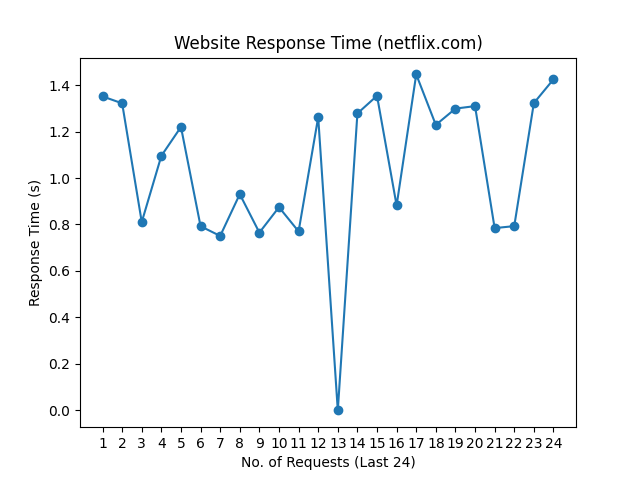 Website Response Time (netflix.com)
Response Time (s)
1.4
1.2
1.0
0.8
0.6
0.4
0.2
0.0
1 2 3 4 5 6 7 8 9 10 11 12 13 14 15 16 17 18 19 20 21 22 23 24
No. of Requests (Last 24)